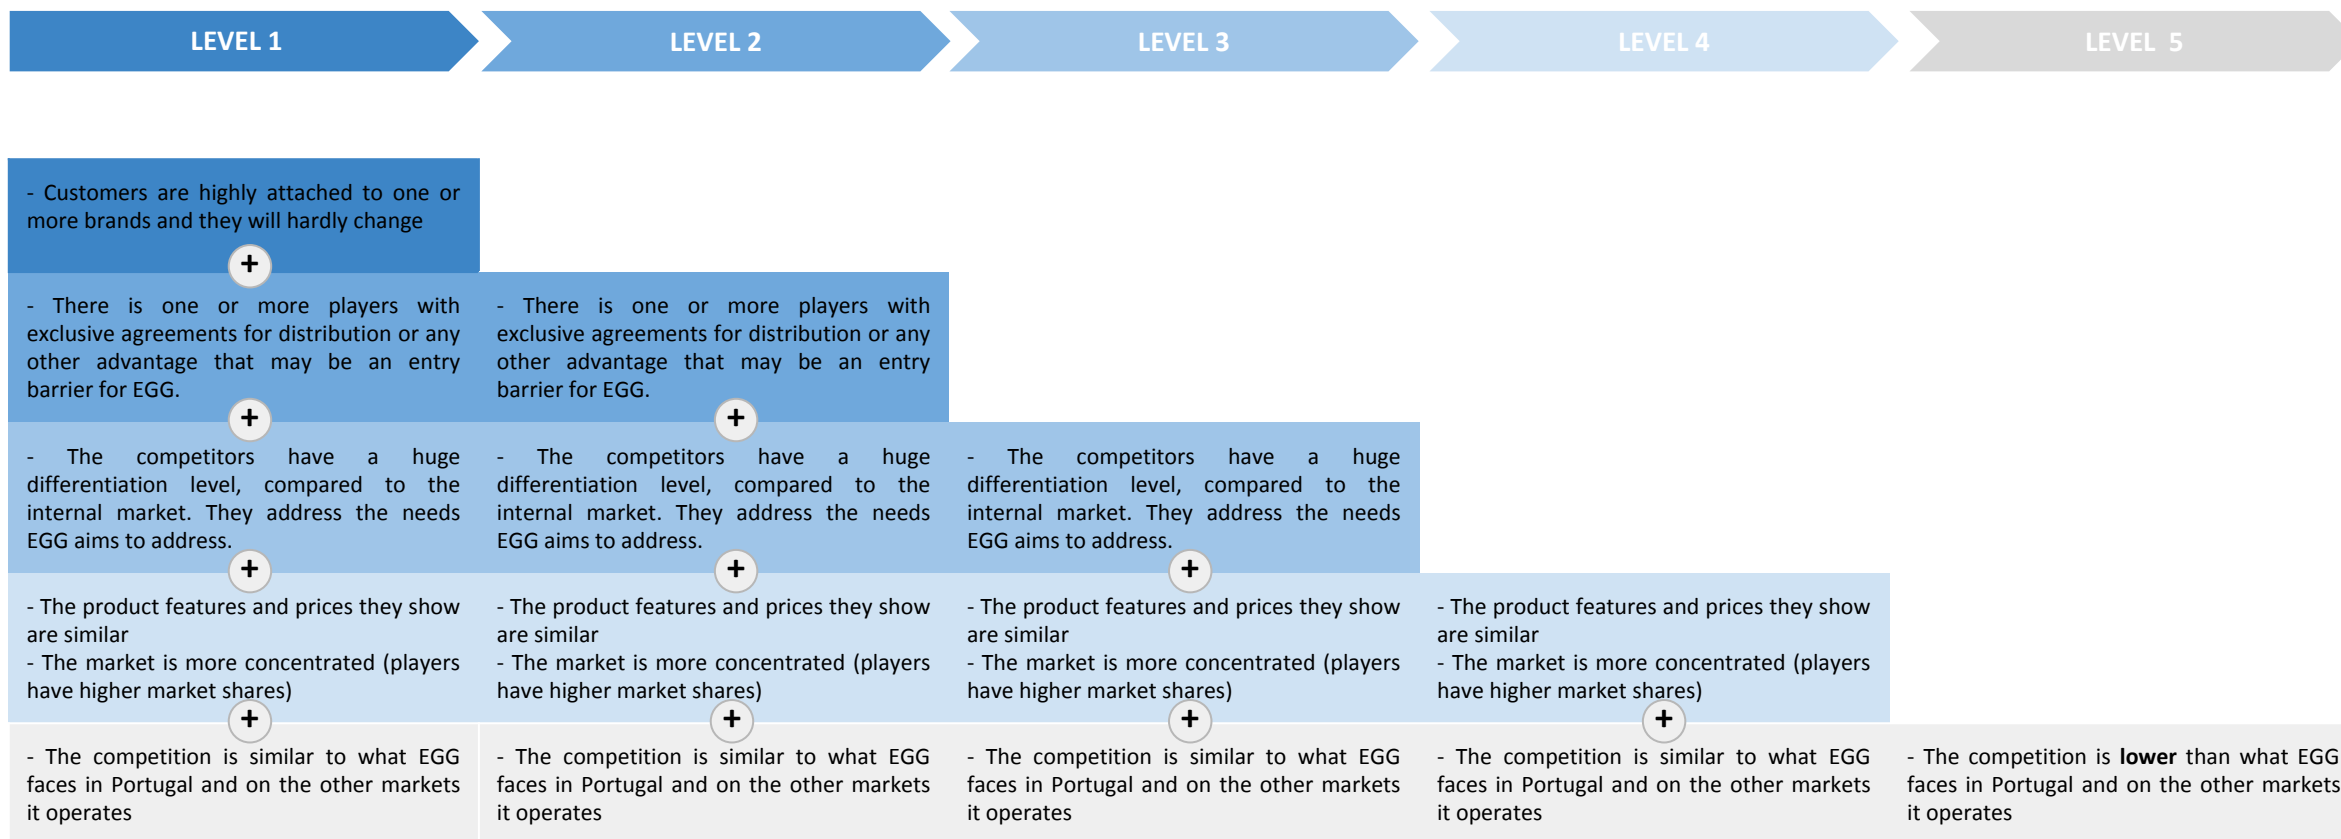 LEVEL 1
LEVEL 2
LEVEL 3
LEVEL 4
LEVEL 5
- Customers are highly attached to one or
more brands and they will hardly change
+
- There is one or more players with
exclusive agreements for distribution or any
other advantage that may be an entry
barrier for EGG.
+
- The competitors have a huge
differentiation level, compared to the
internal market. They address the needs
EGG aims to address.
+
- The product features and prices they show
are similar
- The market is more concentrated (players
have higher market shares)
+
- The competition is similar to what EGG
faces in Portugal and on the other markets
it operates
- There is one or more players with
exclusive agreements for distribution or any
other advantage that may be an entry
barrier for EGG.
+
- The competitors have a huge
differentiation level, compared to the
internal market. They address the needs
EGG aims to address.
+
- The product features and prices they show
are similar
- The market is more concentrated (players
have higher market shares)
+
- The competition is similar to what EGG
faces in Portugal and on the other markets
it operates
- The competitors have a huge
differentiation level, compared to the
internal market. They address the needs
EGG aims to address.
+
- The product features and prices they show
are similar
- The market is more concentrated (players
have higher market shares)
+
- The competition is similar to what EGG
faces in Portugal and on the other markets
it operates
- The product features and prices they show
are similar
- The market is more concentrated (players
have higher market shares)
+
- The competition is similar to what EGG
faces in Portugal and on the other markets
it operates
- The competition is lower than what EGG
faces in Portugal and on the other markets
it operates